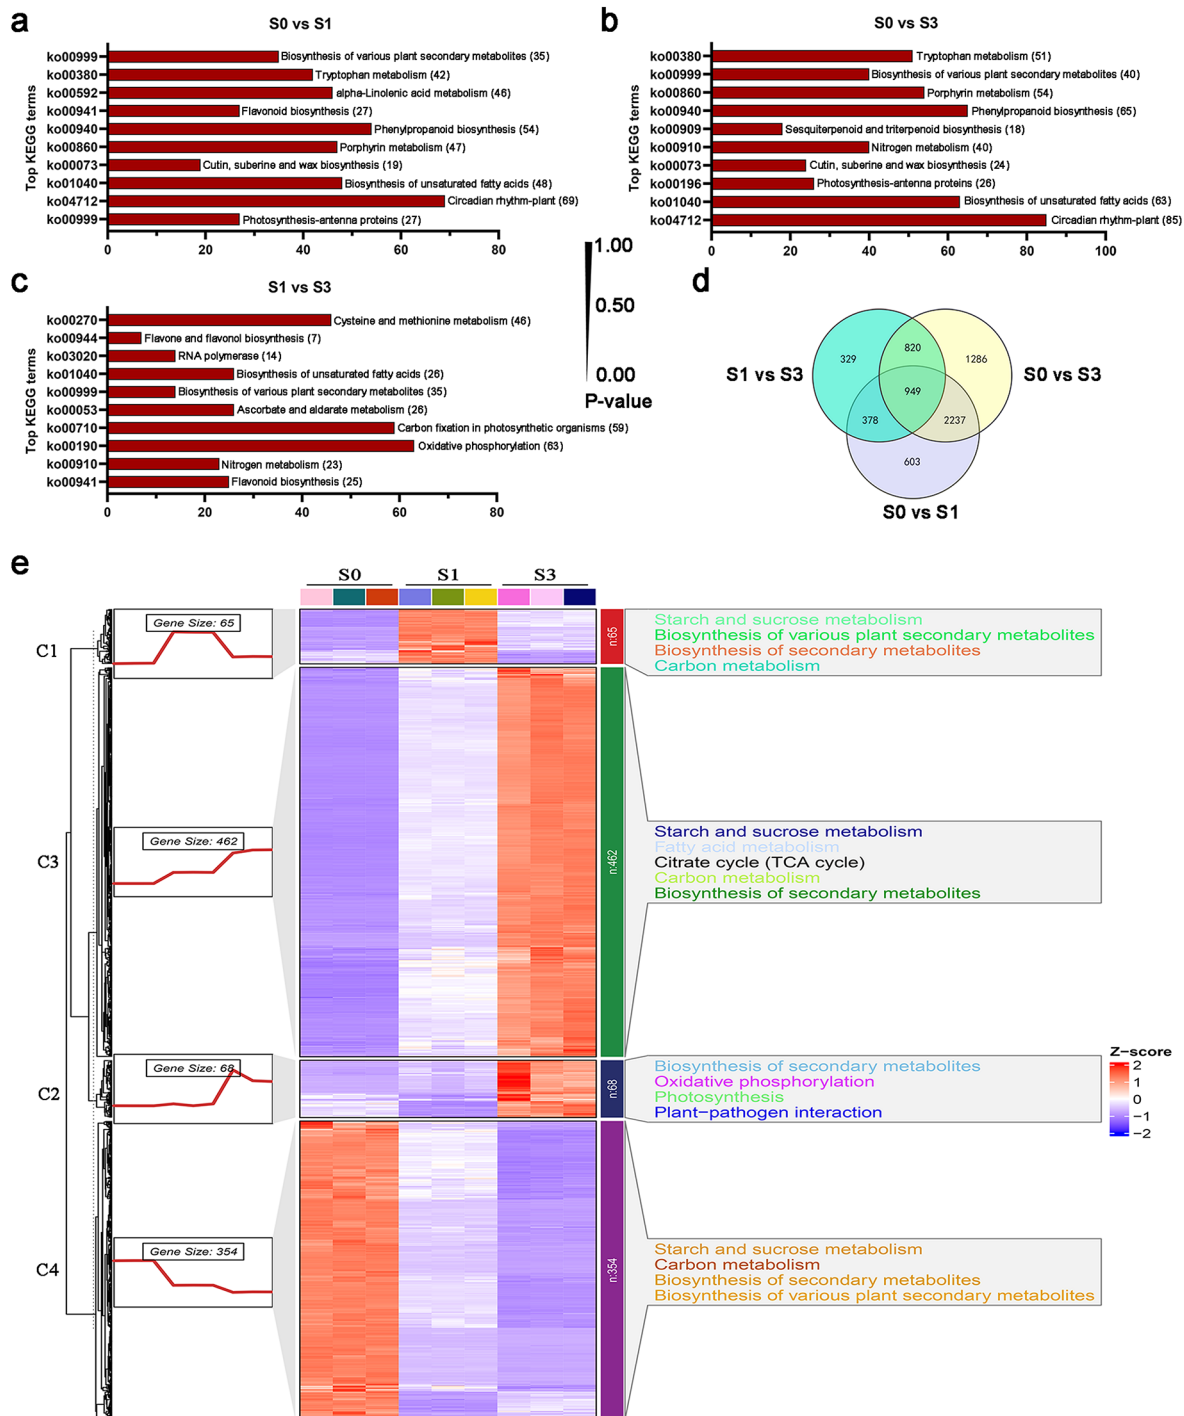 a
S0 vs S1
Top KEGG terms
ko00999 Biosynthesis of various plant secondary metabolites (35)
ko00380 Tryptophan metabolism (42)
ko00592 alpha-Linolenic acid metabolism (46)
ko00941 Flavonoid biosynthesis (27)
ko00940 Phenylpropanoid biosynthesis (54)
ko00860 Porphyrin metabolism (47)
ko00073 Cutin, suberine and wax biosynthesis (19)
ko01040 Biosynthesis of unsaturated fatty acids (48)
ko04712 Circadian rhythm-plant (69)
ko00999 Photosynthesis-antenna proteins (27)
0 20 40 60 80
b
S0 vs S3
Top KEGG terms
ko00380 Tryptophan metabolism (51)
ko00999 Biosynthesis of various plant secondary metabolites (40)
ko00860 Porphyrin metabolism (54)
ko00940 Phenylpropanoid biosynthesis (65)
ko00909 Sesquiterpenoid and triterpenoid biosynthesis (18)
ko00910 Nitrogen metabolism (40)
ko00073 Cutin, suberine and wax biosynthesis (24)
ko00196 Photosynthesis-antenna proteins (26)
ko01040 Biosynthesis of unsaturated fatty acids (63)
ko04712 Circadian rhythm-plant (85)
0 20 40 60 80 100
c
S1 vs S3
Top KEGG terms
ko00270 Cysteine and methionine metabolism (46)
ko00944 Flavone and flavonol biosynthesis (7)
ko03020 RNA polymerase (14)
ko01040 Biosynthesis of unsaturated fatty acids (26)
ko00999 Biosynthesis of various plant secondary metabolites (35)
ko00053 Ascorbate and aldarate metabolism (26)
ko00710 Carbon fixation in photosynthetic organisms (59)
ko00190 Oxidative phosphorylation (63)
ko00910 Nitrogen metabolism (23)
ko00941 Flavonoid biosynthesis (25)
0 20 40 60 80
1.00
0.50
0.00
P-value
d
329 820 1286
S1 vs S3 S0 vs S3
949
378 2237
603
S0 vs S1
e
S0 S1 S3
C1
Gene Size: 65
n:65
Starch and sucrose metabolism
Biosynthesis of various plant secondary metabolites
Biosynthesis of secondary metabolites
Carbon metabolism
C3
Gene Size: 462
n:462
Starch and sucrose metabolism
Fatty acid metabolism
Citrate cycle (TCA cycle)
Carbon metabolism
Biosynthesis of secondary metabolites
C2
Gene Size: 68
n:68
Biosynthesis of secondary metabolites
Oxidative phosphorylation
Photosynthesis
Plant−pathogen interaction
Z−score
2
1
0
−1
−2
C4
Gene Size: 354
n:354
Starch and sucrose metabolism
Carbon metabolism
Biosynthesis of secondary metabolites
Biosynthesis of various plant secondary metabolites